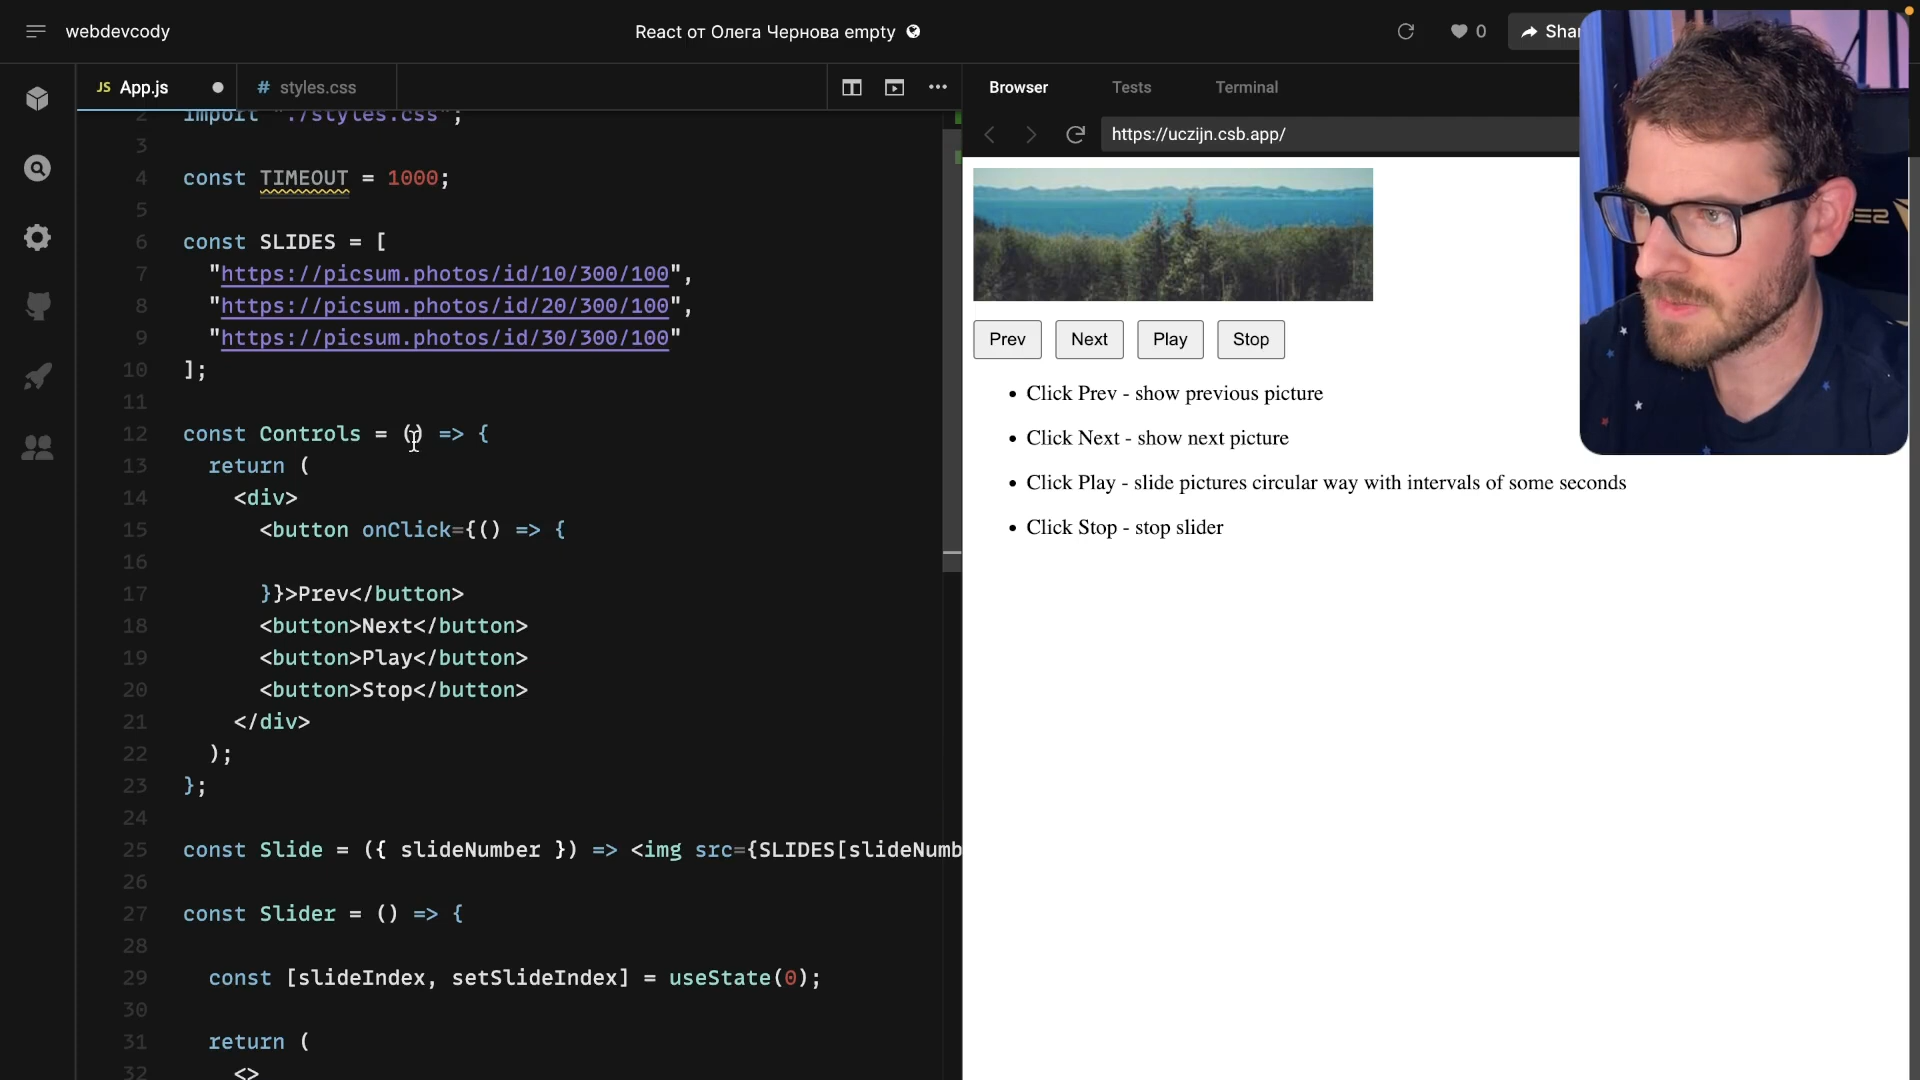 webdevcody
React от Олега Чернова empty
0
Shar
JS App.js
# styles.css
Browser
Tests
Terminal
https://uczijn.csb.app/
2 import "./styles.css";
3
4 const TIMEOUT = 1000;
5
6 const SLIDES = [
7 "https://picsum.photos/id/10/300/100",
8 "https://picsum.photos/id/20/300/100",
9 "https://picsum.photos/id/30/300/100"
10 ];
11
12 const Controls = () => {
13 return (
14 <div>
15 <button onClick={() => {
16
17 }}>Prev</button>
18 <button>Next</button>
19 <button>Play</button>
20 <button>Stop</button>
21 </div>
22 );
23 };
24
25 const Slide = ({ slideNumber }) => <img src={SLIDES[slideNumb
26
27 const Slider = () => {
28
29 const [slideIndex, setSlideIndex] = useState(0);
30
31 return (
32 <>
Prev
Next
Play
Stop
• Click Prev - show previous picture
• Click Next - show next picture
• Click Play - slide pictures circular way with intervals of some seconds
• Click Stop - stop slider